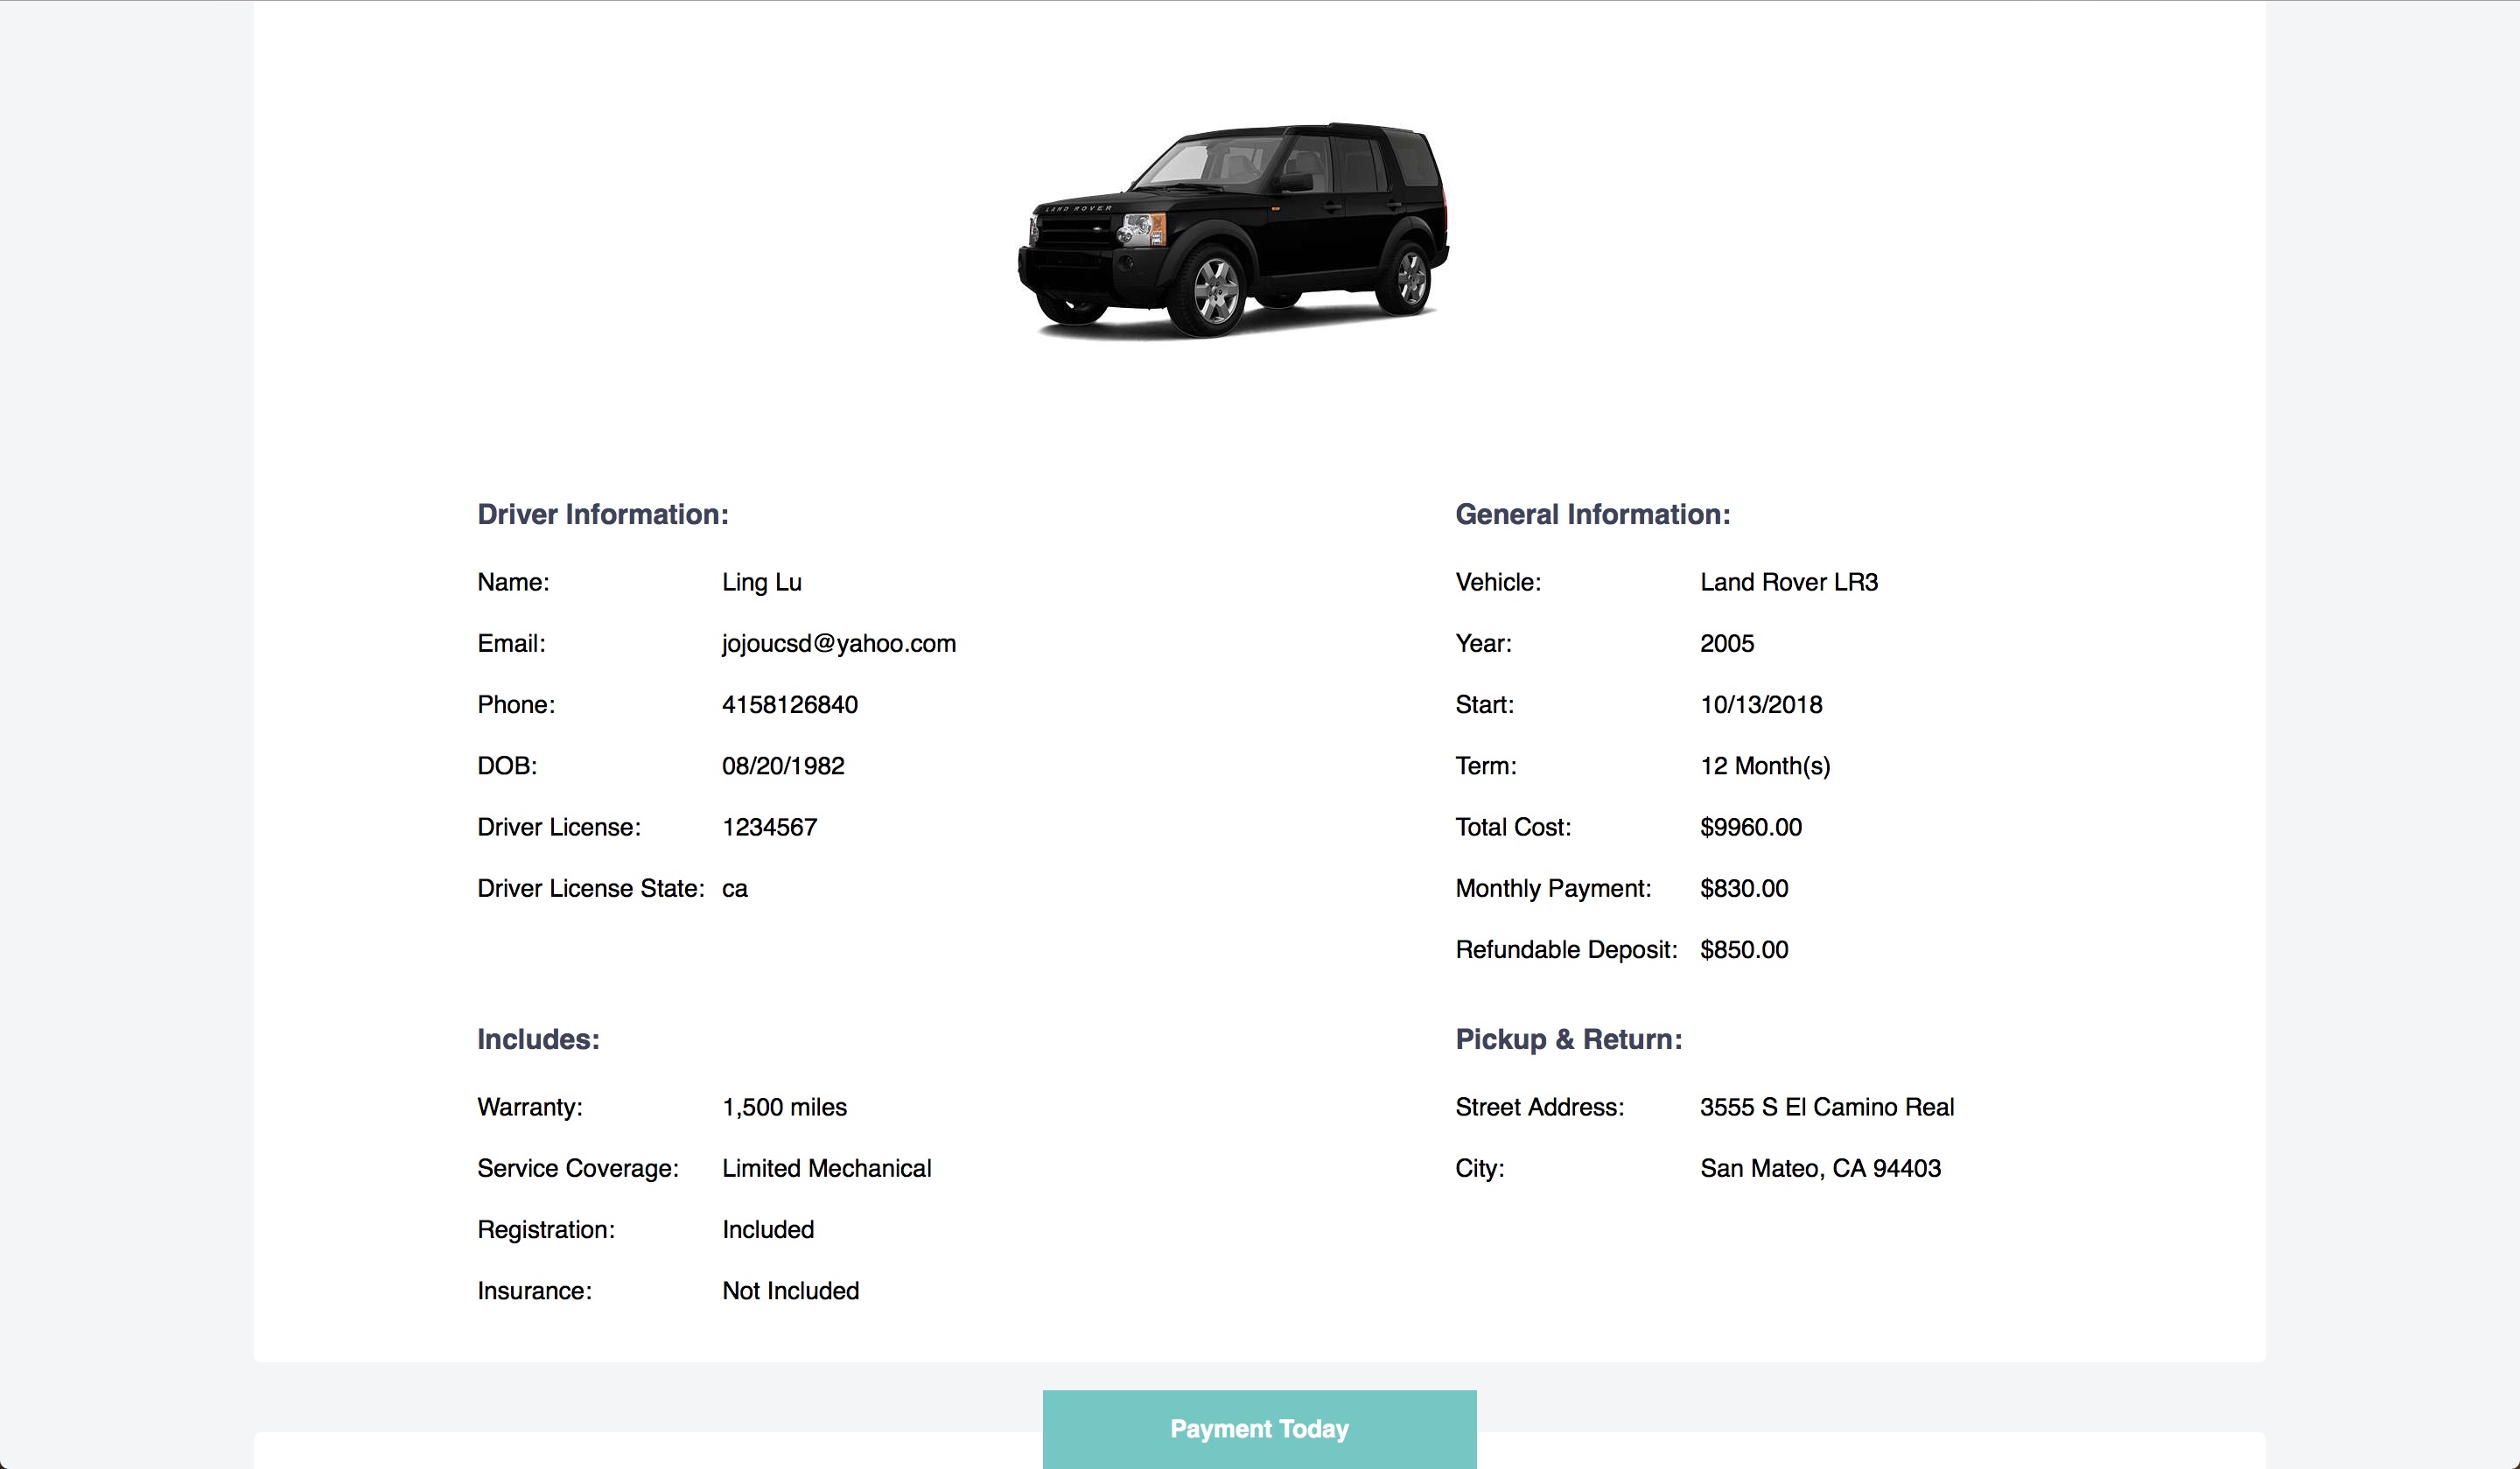 LAND ROVER
Driver Information:
Name: Ling Lu
Email: jojoucsd@yahoo.com
Phone: 4158126840
DOB: 08/20/1982
Driver License: 1234567
Driver License State: ca
General Information:
Vehicle: Land Rover LR3
Year: 2005
Start: 10/13/2018
Term: 12 Month(s)
Total Cost: $9960.00
Monthly Payment: $830.00
Refundable Deposit: $850.00
Includes:
Warranty: 1,500 miles
Service Coverage: Limited Mechanical
Registration: Included
Insurance: Not Included
Pickup & Return:
Street Address: 3555 S El Camino Real
City: San Mateo, CA 94403
Payment Today